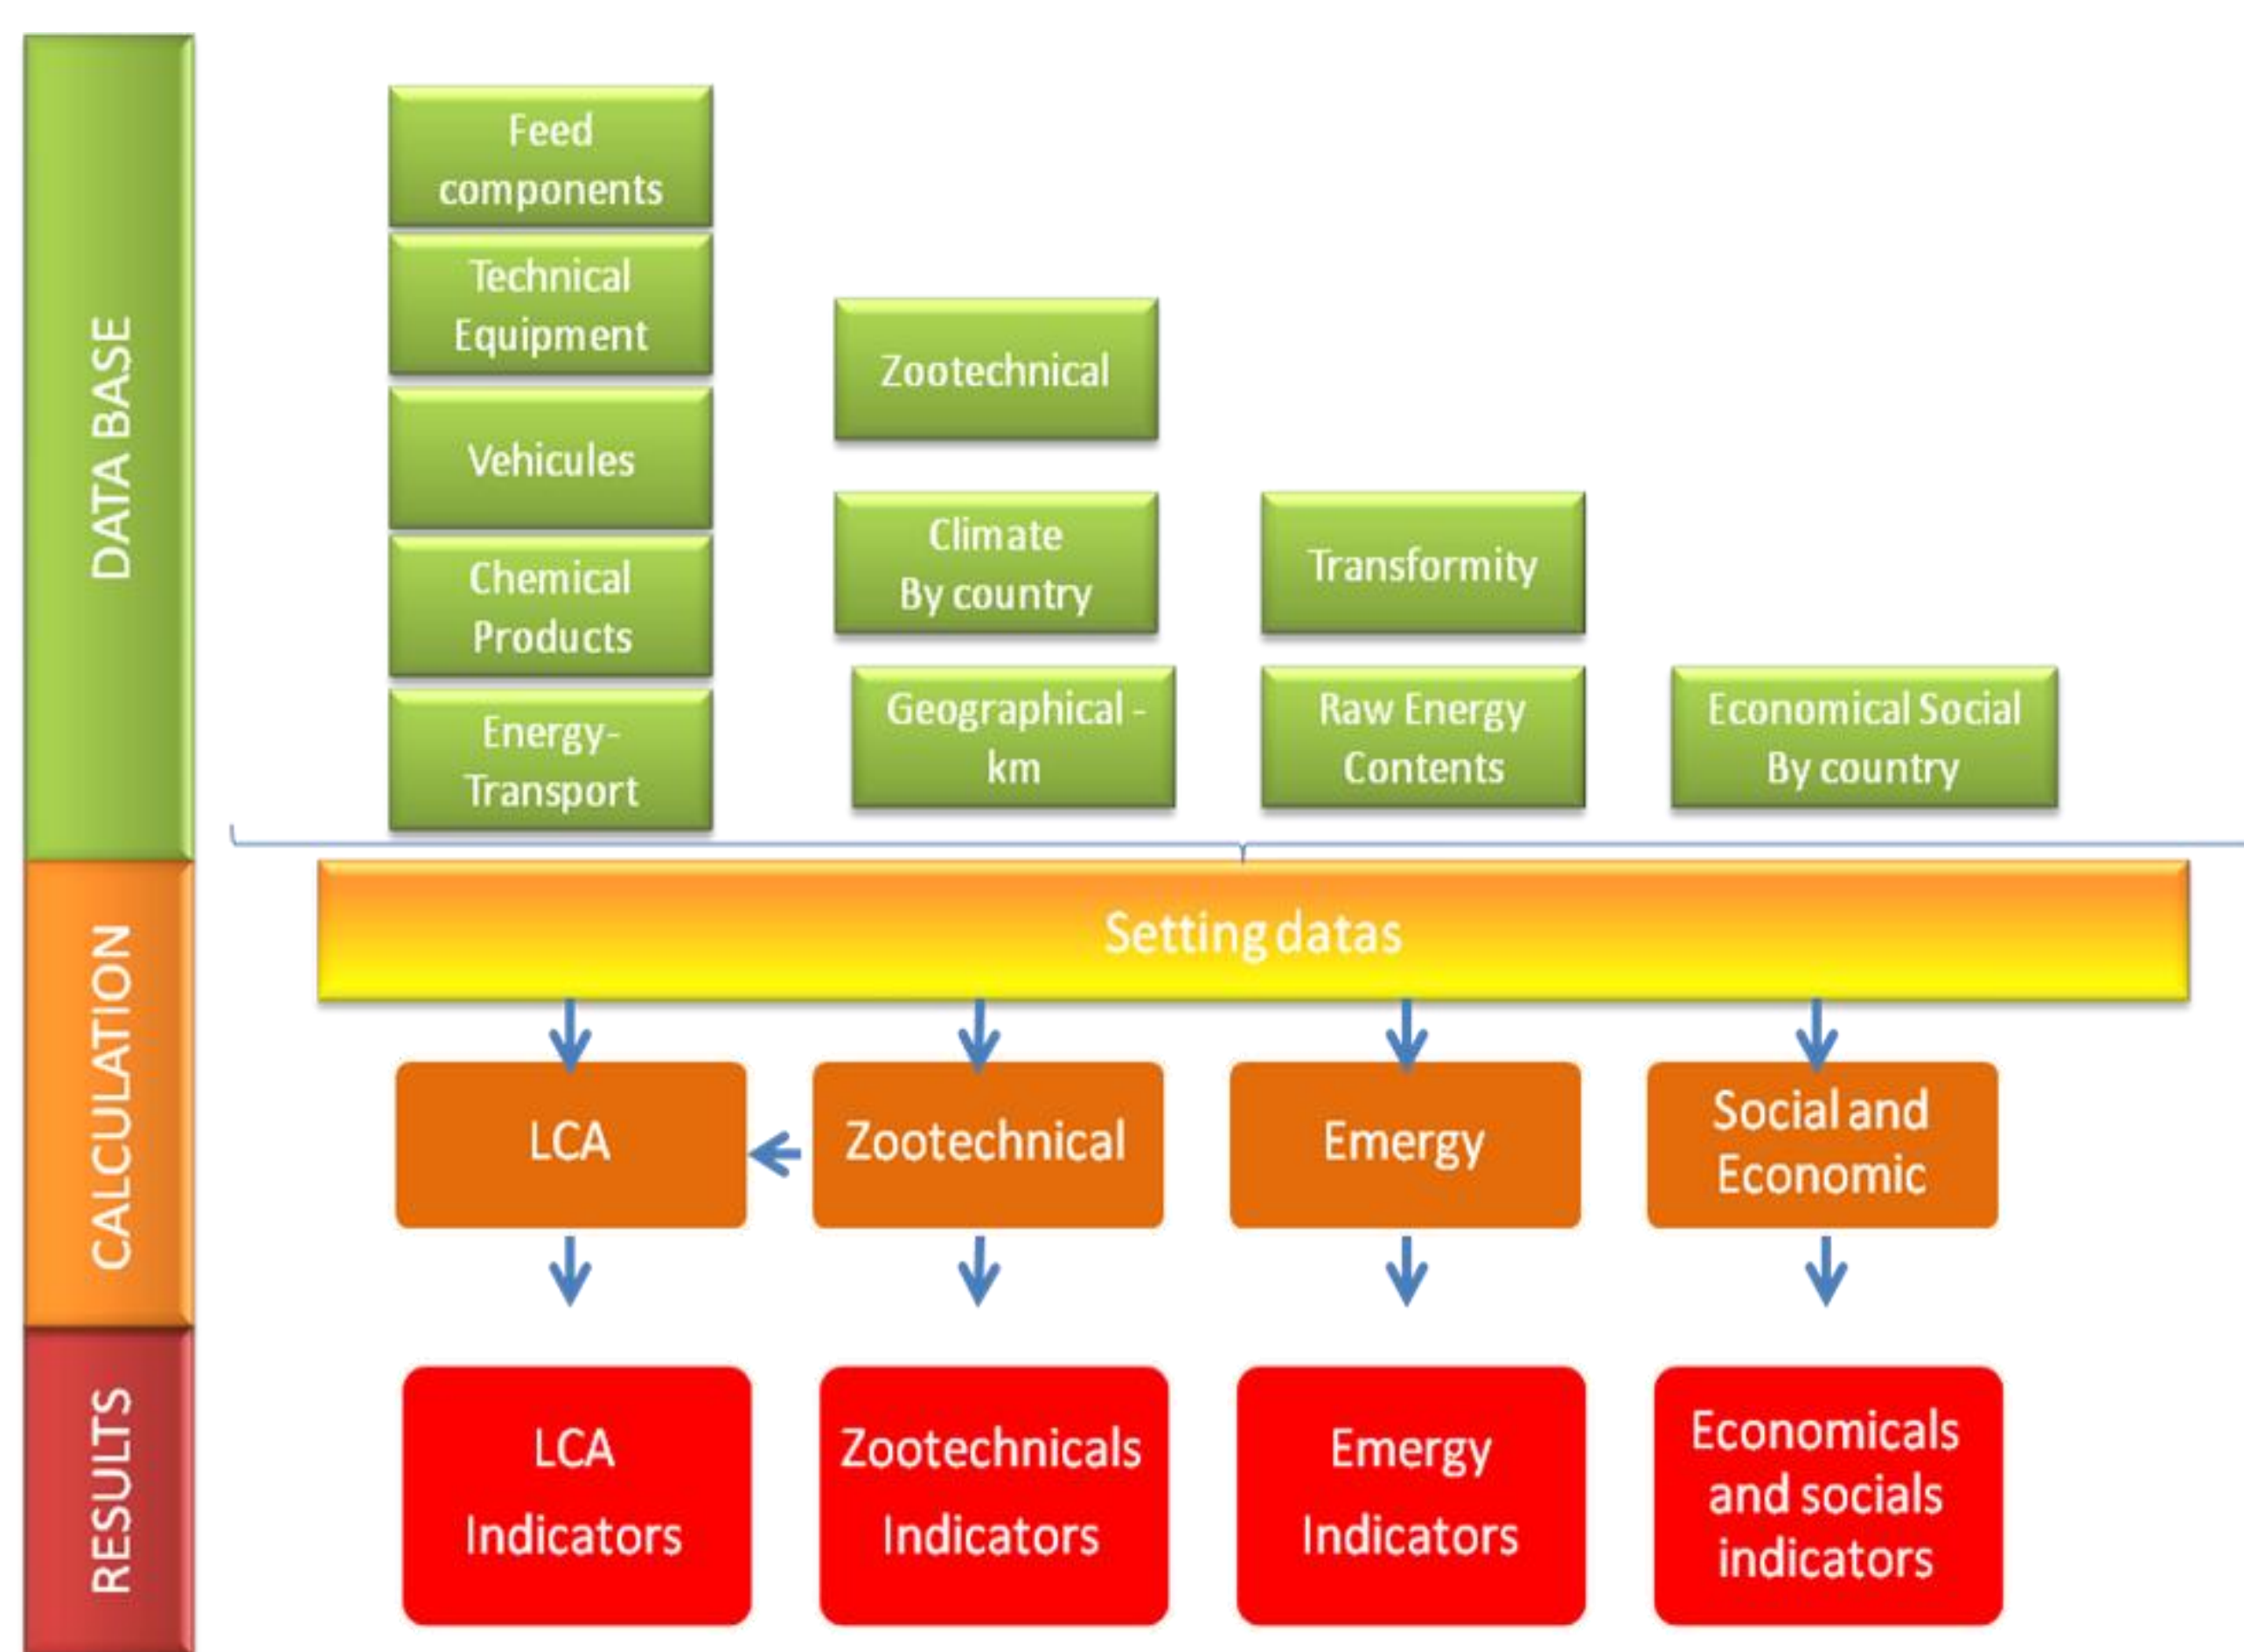 DATA BASE
Feed
components
Technical
Equipment
Vehicules
Chemical
Products
Energy-
Transport
Zootechnical
Climate
By country
Geographical -
km
Transformity
Raw Energy
Contents
Economical Social
By country
CALCULATION
Setting datas
LCA
Zootechnical
Emergy
Social and
Economic
RESULTS
LCA
Indicators
Zootechnicals
Indicators
Emergy
Indicators
Economicals
and socials
indicators